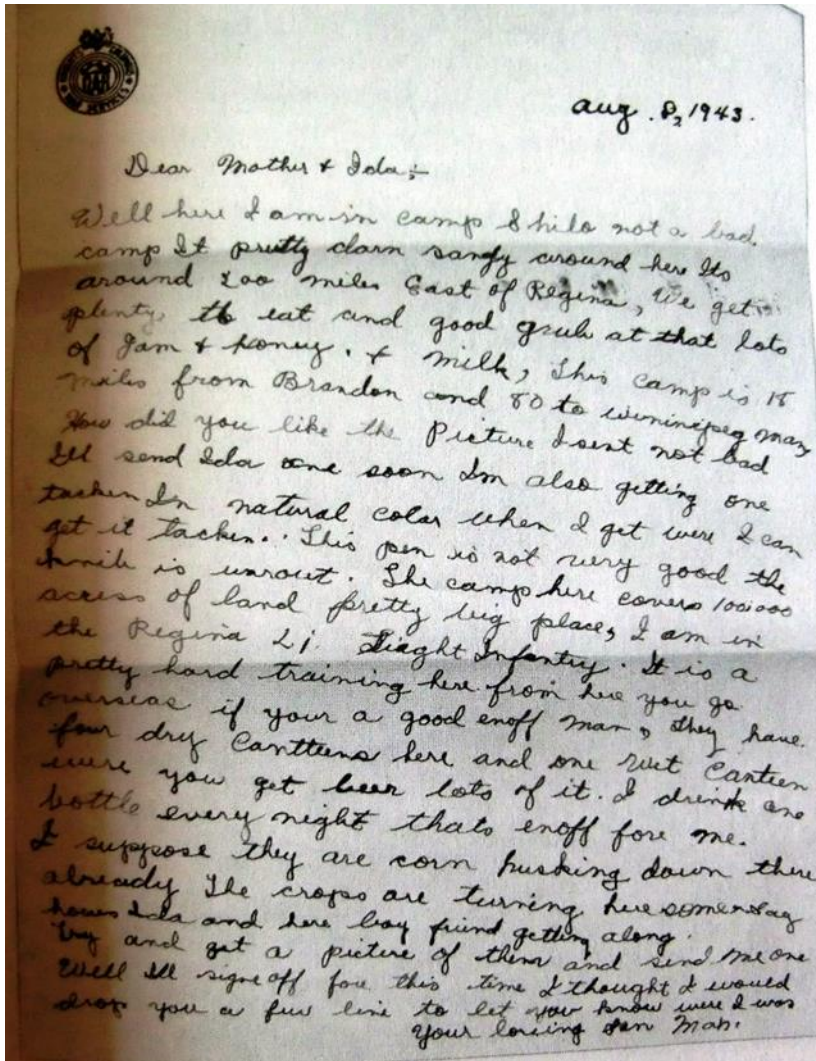 KNIGHTS OF COLUMBUS
WAR SERVICES
Aug. 8, 1943.
Dear Mother & Ida;-
Well here I am in camp Shilo not a bad.
camp It pretty darn sandy around here Its
around 200 miles East of Regina, We get
plenty to eat and good grub at that lots
of Jam & honey. & milk, This camp is 18
miles from Brandon and 80 to winnipeg man,
How did you like the Picture I sent not bad
Ill send Ida one soon Im also getting one
tacken In natural color when I get were I can
get it tacken. This pen is not very good the
is . The camp here covers 100,000
acress of land pretty big place, I am in
the Regina Li. Liaght Infantry. It is a
pretty hard training here from here you go
overseas if your a good enoff man, they have
four dry Cantteens here and one wet Canteen
were you get beer lots of it. I drink one
bottle every night thats enoff fore me.
I suppose they are corn husking down there
already The crops are turning here
hows Ida and here boy friend getting along.
try and get a picture of them and send me one
Well Ill signe off fore this time I thought I would
drop you a few line to let you know were I was
Your loveing Son